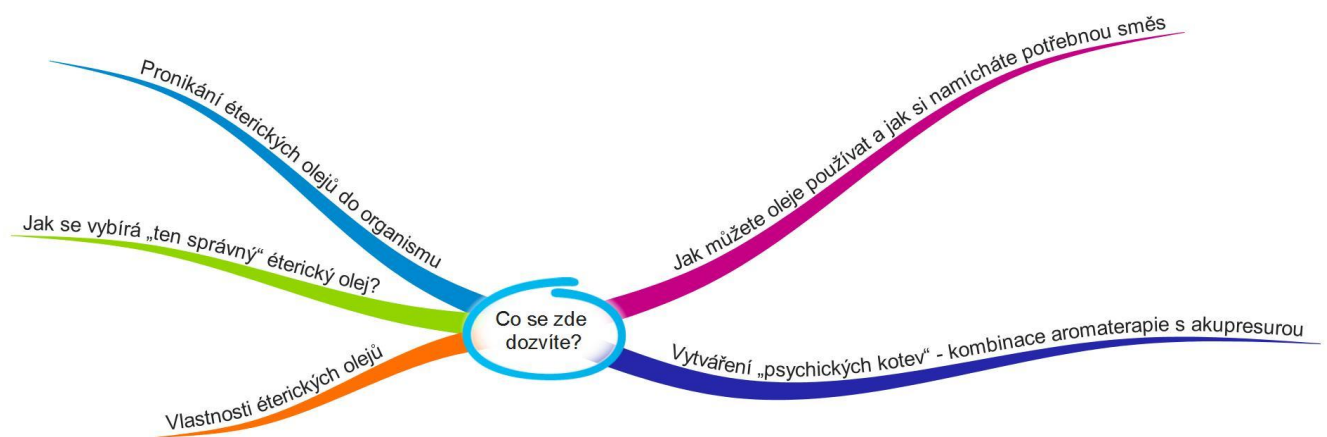 Pronikání éterických olejů do organismu
Jak se vybírá „ten správný“ éterický olej?
Vlastnosti éterických olejů
Co se zde
dozvíte?
Jak můžete oleje používat a jak si namícháte potřebnou směs
Vytváření „psychických kotev“ - kombinace aromaterapie s akupresurou